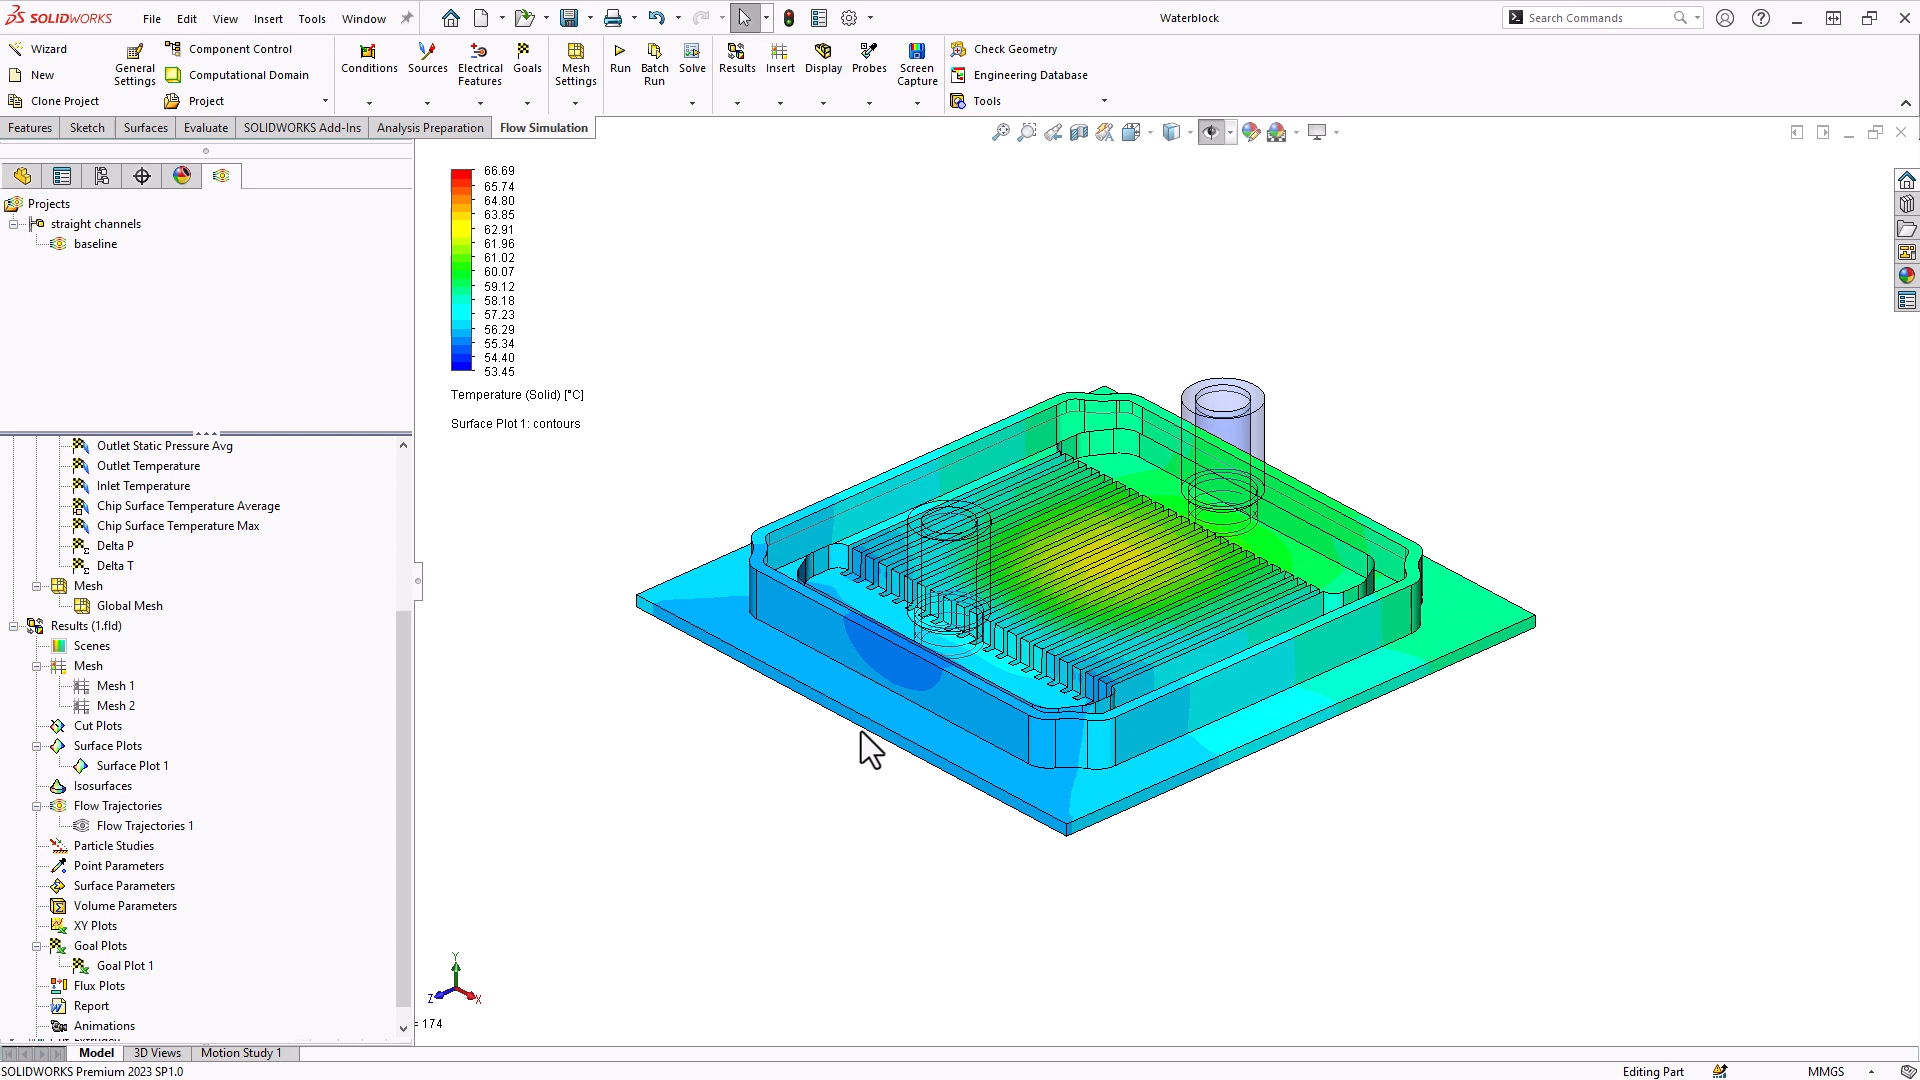 SOLIDWORKS File Edit View Insert Tools Window Waterblock Search Commands
Wizard
New
Clone Project
General Settings
Component Control
Computational Domain
Project
Conditions
Sources
Electrical Features
Goals
Mesh Settings
Run
Batch Run
Solve
Results
Insert
Display
Probes
Screen Capture
Check Geometry
Engineering Database
Tools
Features Sketch Surfaces Evaluate SOLIDWORKS Add-Ins Analysis Preparation Flow Simulation
Projects
straight channels
baseline
Outlet Static Pressure Avg
Outlet Temperature
Inlet Temperature
Chip Surface Temperature Average
Chip Surface Temperature Max
Delta P
Delta T
Mesh
Global Mesh
Results (1.fld)
Scenes
Mesh
Mesh 1
Mesh 2
Cut Plots
Surface Plots
Surface Plot 1
Isosurfaces
Flow Trajectories
Flow Trajectories 1
Particle Studies
Point Parameters
Surface Parameters
Volume Parameters
XY Plots
Goal Plots
Goal Plot 1
Flux Plots
Report
Animations
66.69
65.74
64.80
63.85
62.91
61.96
61.02
60.07
59.12
58.18
57.23
56.29
55.34
54.40
53.45
Temperature (Solid) [°C]
Surface Plot 1: contours
Y
Z X
= 174
Model 3D Views Motion Study 1
SOLIDWORKS Premium 2023 SP1.0 Editing Part MMGS